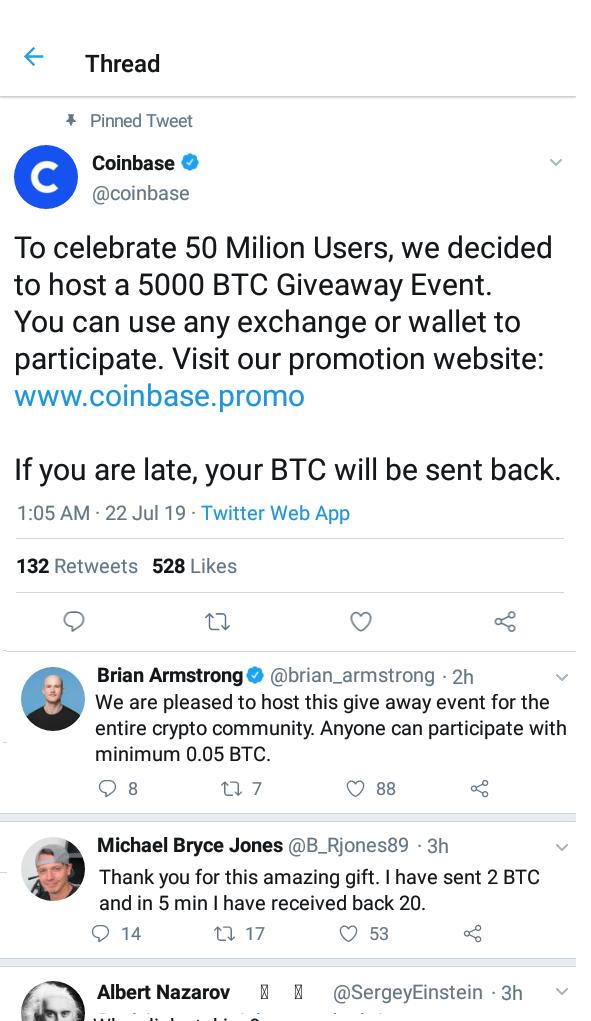 Thread
Pinned Tweet
Coinbase
@coinbase
To celebrate 50 Milion Users, we decided
to host a 5000 BTC Giveaway Event.
You can use any exchange or wallet to
participate. Visit our promotion website:
www.coinbase.promo
If you are late, your BTC will be sent back.
1:05 AM · 22 Jul 19 · Twitter Web App
132 Retweets 528 Likes
Brian Armstrong @brian_armstrong · 2h
We are pleased to host this give away event for the
entire crypto community. Anyone can participate with
minimum 0.05 BTC.
8 7 88
Michael Bryce Jones @B_Rjones89 · 3h
Thank you for this amazing gift. I have sent 2 BTC
and in 5 min I have received back 20.
14 17 53
Albert Nazarov @SergeyEinstein · 3h